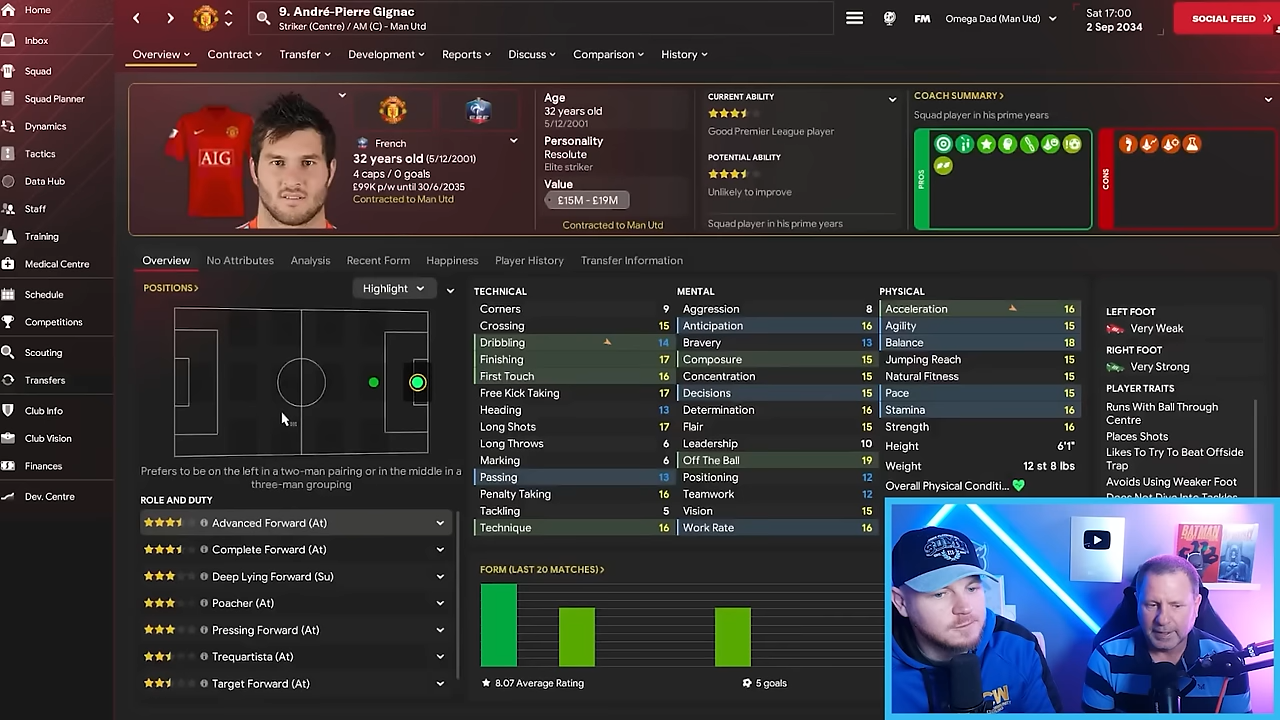 Home
Inbox
Squad
Squad Planner
Dynamics
Tactics
Data Hub
Staff
Training
Medical Centre
Schedule
Competitions
Scouting
Transfers
Club Info
Club Vision
Finances
Dev. Centre
9. André-Pierre Gignac
Striker (Centre) / AM (C) - Man Utd
FM
Omega Dad (Man Utd)
Sat 17:00
2 Sep 2034
SOCIAL FEED
Overview
Contract
Transfer
Development
Reports
Discuss
Comparison
History
AIG
French
32 years old (5/12/2001)
4 caps / 0 goals
£99K p/w until 30/6/2035
Contracted to Man Utd
Age
32 years old
5/12/2001
Personality
Resolute
Elite striker
Value
£15M - £19M
Contracted to Man Utd
CURRENT ABILITY
Good Premier League player
POTENTIAL ABILITY
Unlikely to improve
Squad player in his prime years
COACH SUMMARY >
Squad player in his prime years
PROS
CONS
Overview
No Attributes
Analysis
Recent Form
Happiness
Player History
Transfer Information
POSITIONS >
Highlight
Prefers to be on the left in a two-man pairing or in the middle in a
three-man grouping
ROLE AND DUTY
Advanced Forward (At)
Complete Forward (At)
Deep Lying Forward (Su)
Poacher (At)
Pressing Forward (At)
Trequartista (At)
Target Forward (At)
TECHNICAL
Corners 9
Crossing 15
Dribbling 14
Finishing 17
First Touch 16
Free Kick Taking 17
Heading 13
Long Shots 17
Long Throws 6
Marking 6
Passing 13
Penalty Taking 16
Tackling 5
Technique 16
MENTAL
Aggression 8
Anticipation 16
Bravery 13
Composure 15
Concentration 15
Decisions 15
Determination 16
Flair 15
Leadership 10
Off The Ball 19
Positioning 12
Teamwork 12
Vision 15
Work Rate 16
PHYSICAL
Acceleration 16
Agility 15
Balance 18
Jumping Reach 15
Natural Fitness 15
Pace 15
Stamina 16
Strength 16
Height 6'1"
Weight 12 st 8 lbs
Overall Physical Conditi...
LEFT FOOT
Very Weak
RIGHT FOOT
Very Strong
PLAYER TRAITS
Runs With Ball Through
Centre
Places Shots
Likes To Try To Beat Offside
Trap
Avoids Using Weaker Foot
Does Not Dive Into Tackles
FORM (LAST 20 MATCHES) >
8.07 Average Rating
5 goals
BATMAN